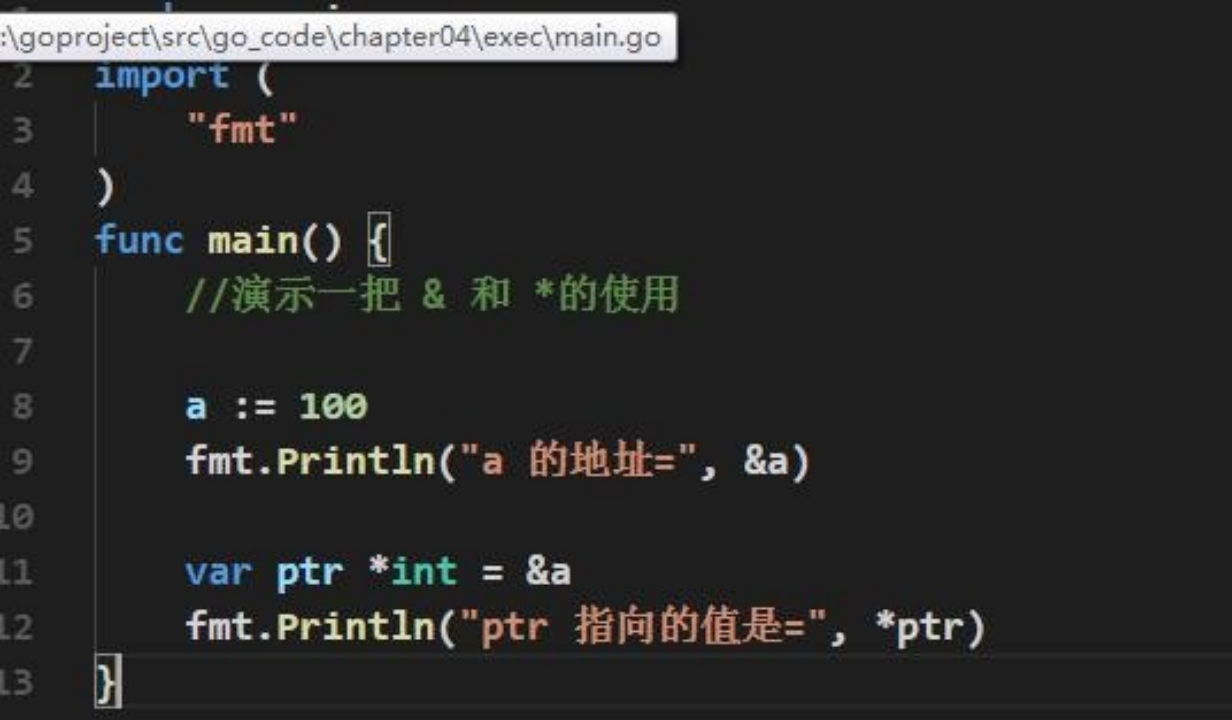 :\goproject\src\go_code\chapter04\exec\main.go
2 import (
3 "fmt"
4 )
5 func main() {
6 //演示一把 & 和 *的使用
7
8 a := 100
9 fmt.Println("a 的地址=", &a)
10
11 var ptr *int = &a
12 fmt.Println("ptr 指向的值是=", *ptr)
13 }